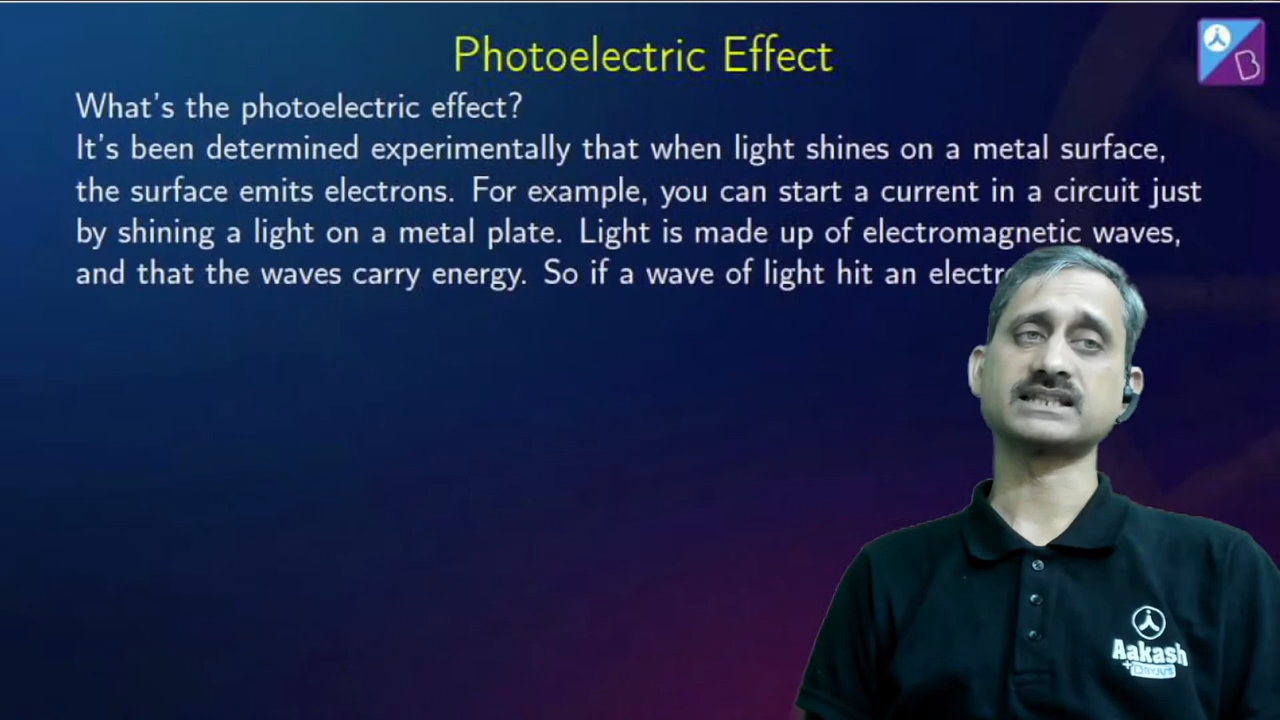 Photoelectric Effect
What's the photoelectric effect?
It's been determined experimentally that when light shines on a metal surface,
the surface emits electrons. For example, you can start a current in a circuit just
by shining a light on a metal plate. Light is made up of electromagnetic waves,
and that the waves carry energy. So if a wave of light hit an electr
B
Aakash
+BYJU'S